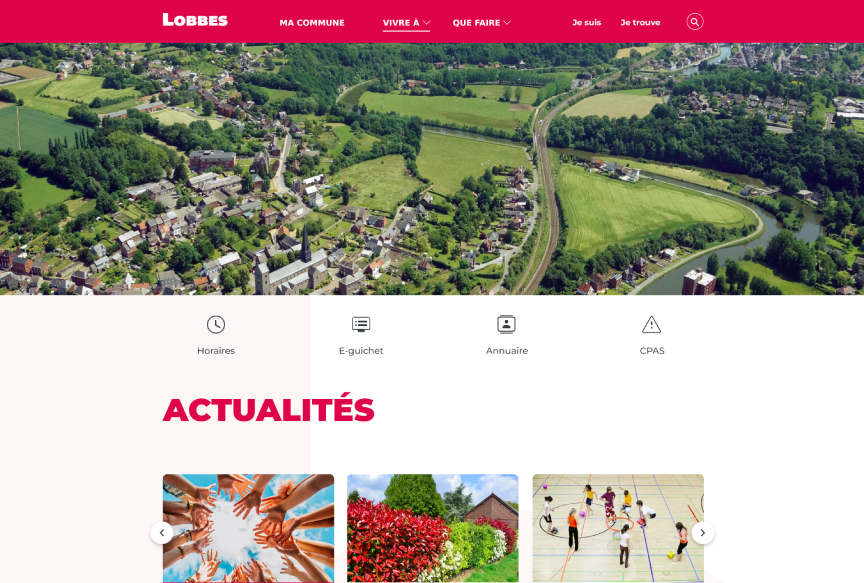 LOBBES
MA COMMUNE
VIVRE À
QUE FAIRE
Je suis
Je trouve
Horaires
E-guichet
Annuaire
CPAS
ACTUALITÉS